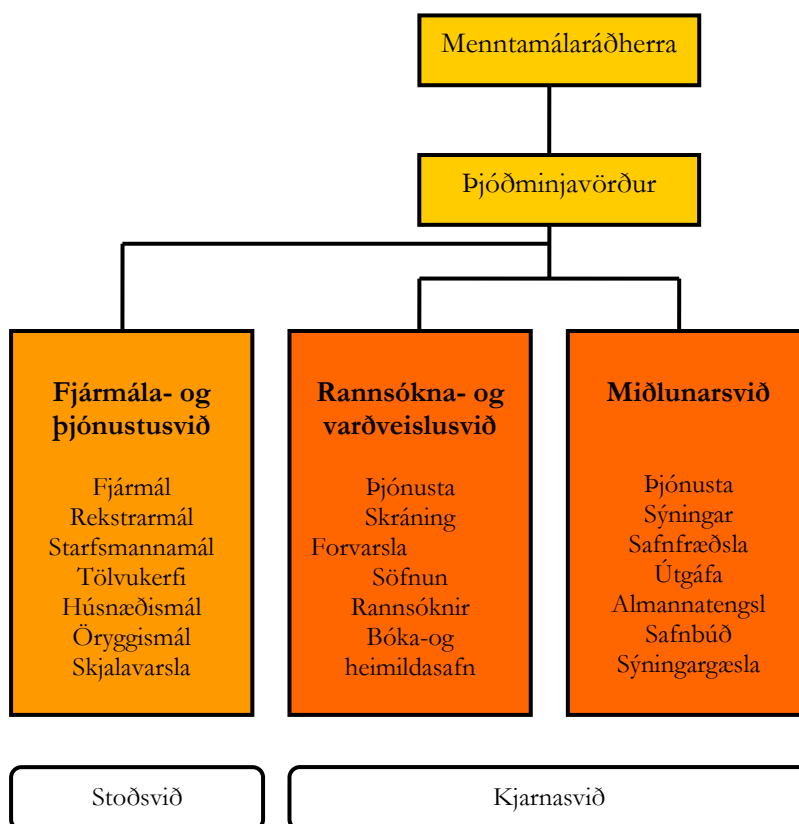 Menntamálaráðherra
Þjóðminjavörður
Fjármála- og
þjónustusvið
Fjármál
Rekstrarmál
Starfsmannamál
Tölvukerfi
Húsnæðismál
Öryggismál
Skjalavarsla
Rannsókna- og
varðveislusvið
Þjónusta
Skráning
Forvarsla
Söfnun
Rannsóknir
Bóka-og
heimildasafn
Miðlunarsvið
Þjónusta
Sýningar
Safnfræðsla
Útgáfa
Almannatengsl
Safnbúð
Sýningargæsla
Stoðsvið
Kjarnasvið